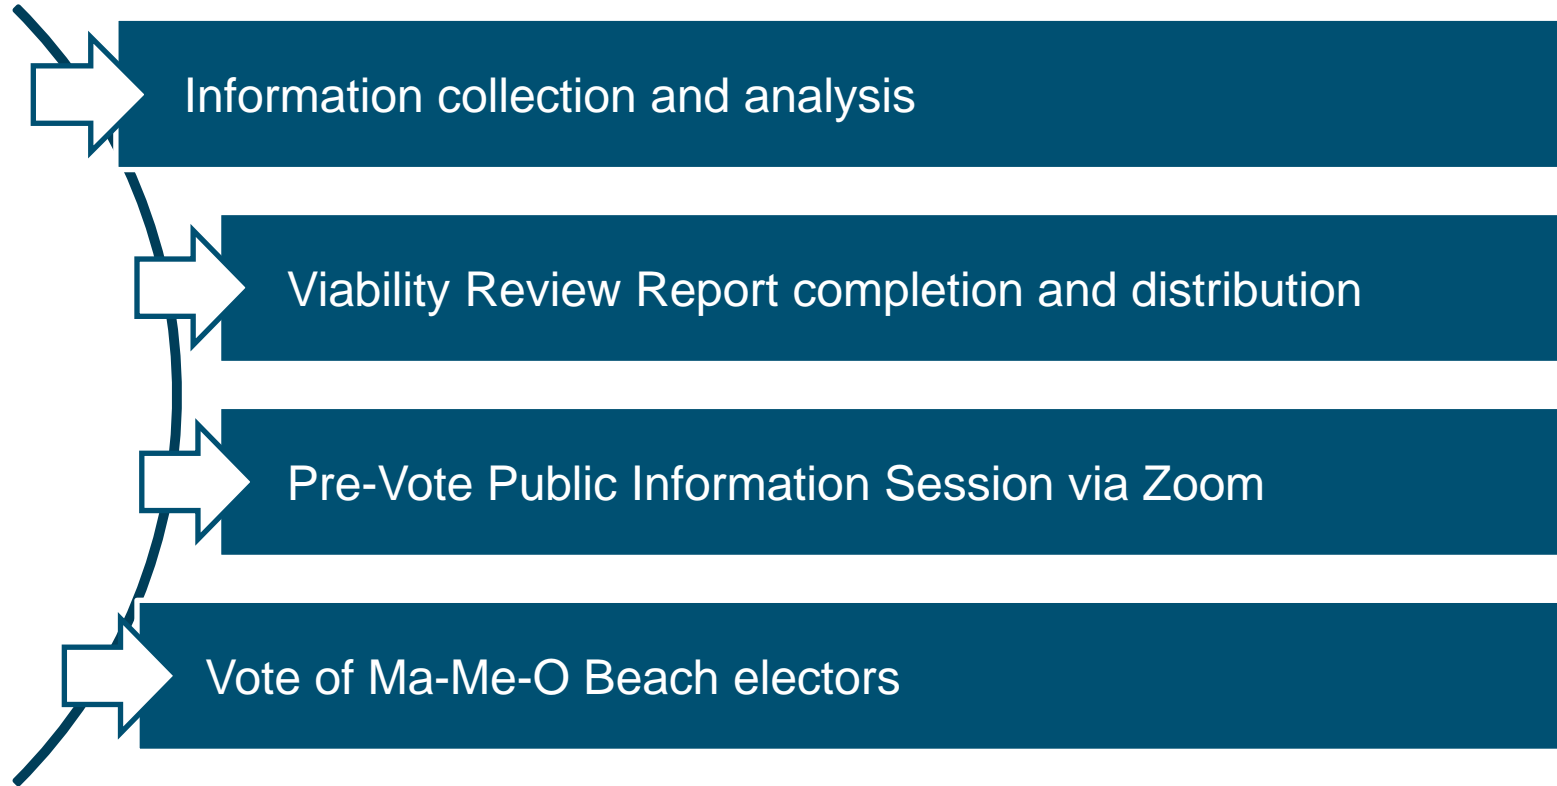 Information collection and analysis
Viability Review Report completion and distribution
Pre-Vote Public Information Session via Zoom
Vote of Ma-Me-O Beach electors